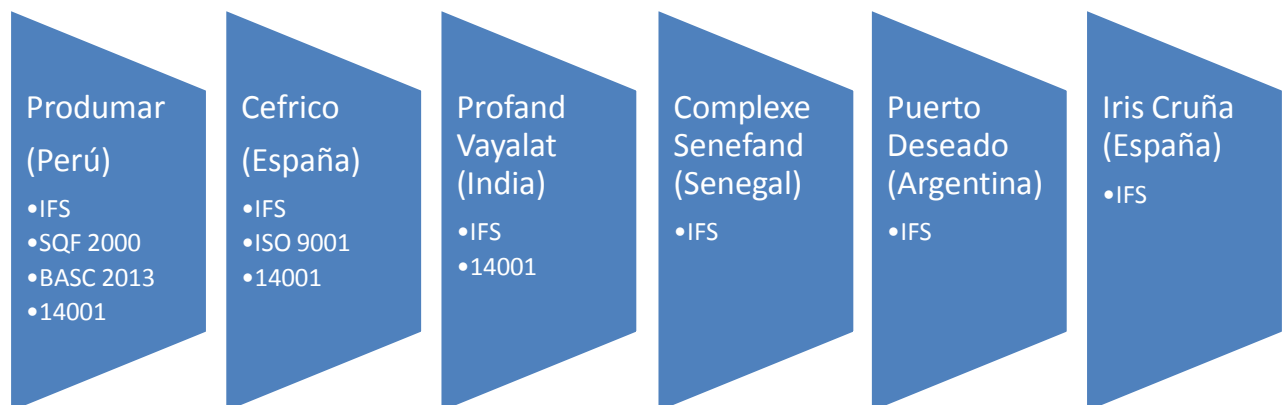 Produmar
(Perú)
•IFS
•SQF 2000
•BASC 2013
•14001
Cefrico
(España)
•IFS
•ISO 9001
•14001
Profand
Vayalat
(India)
•IFS
•14001
Complexe
Senefand
(Senegal)
•IFS
Puerto
Deseado
(Argentina)
•IFS
Iris Cruña
(España)
•IFS